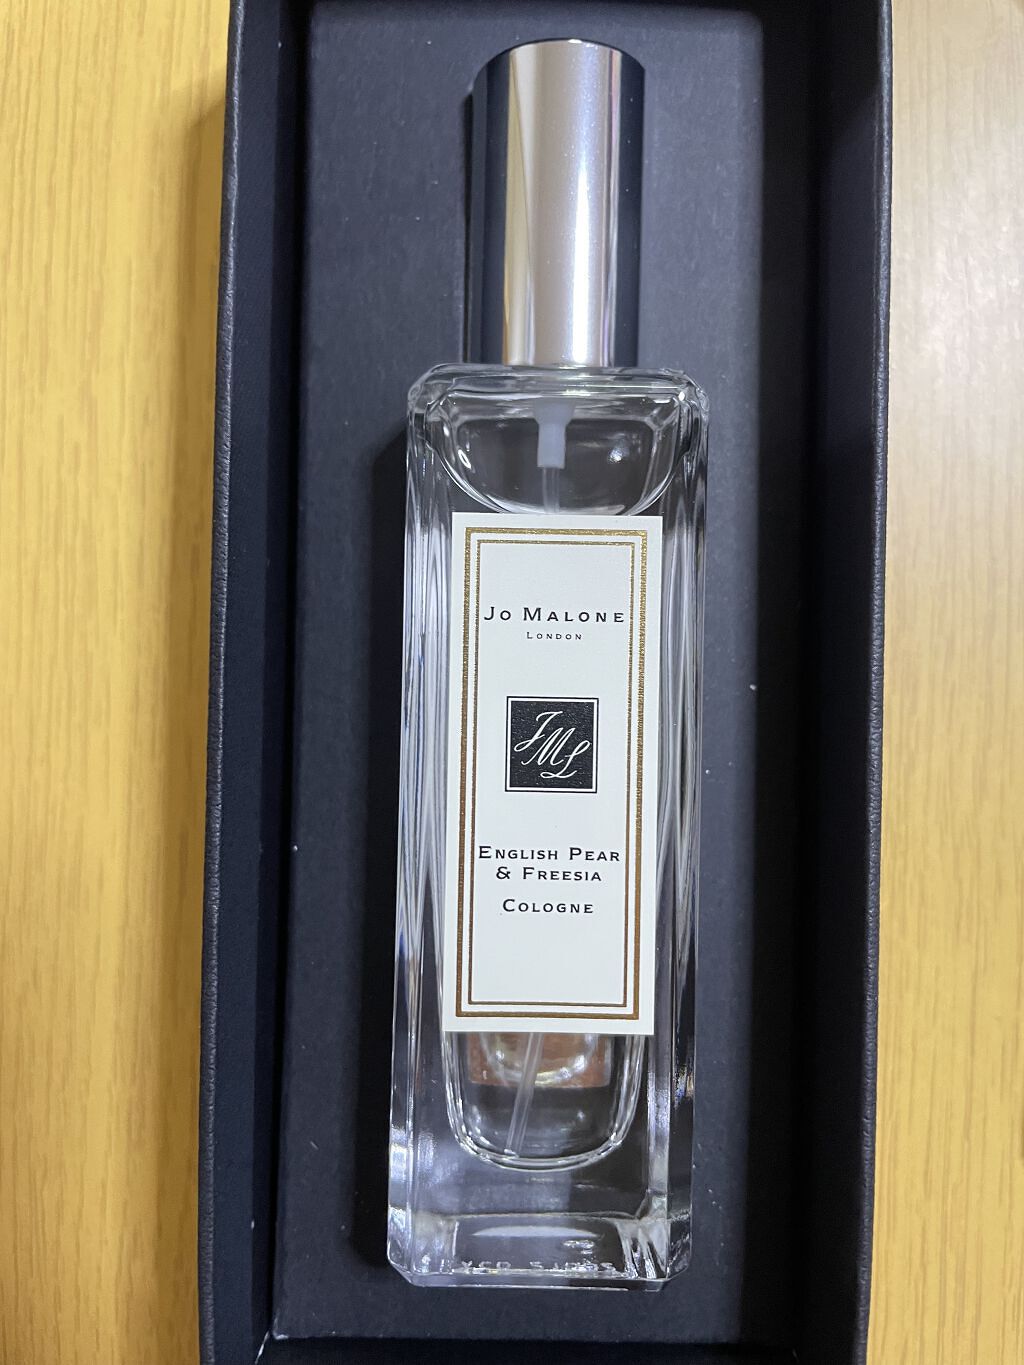 Jo Malone
London
JML
English Pear
& Freesia
Cologne